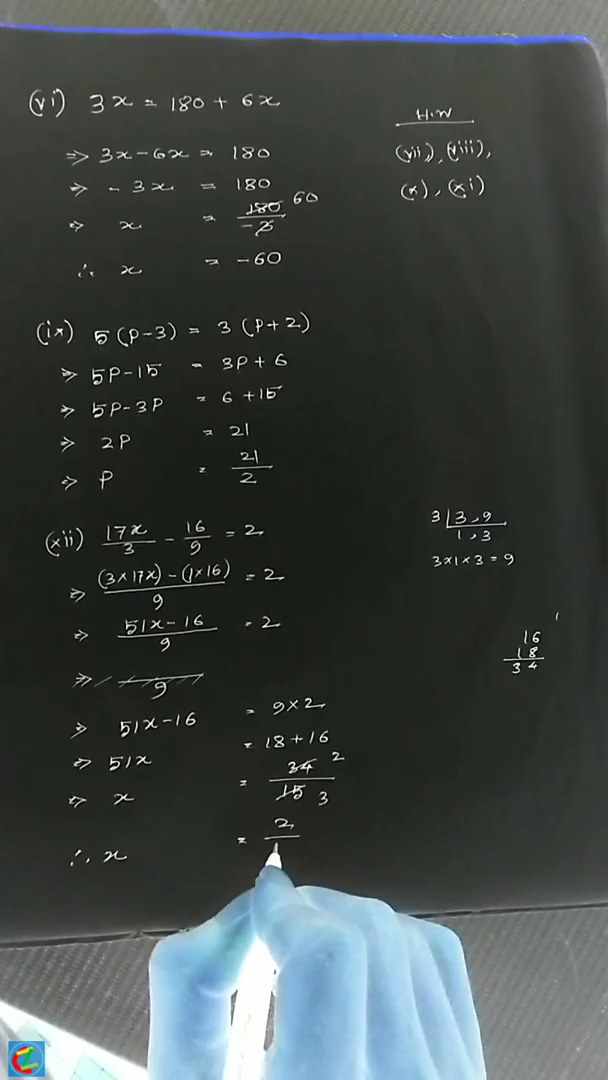 (vi) 3x = 180 + 6x
⇒ 3x - 6x = 180
⇒ - 3x = 180
⇒ x = 180/-3 60
∴ x = -60
H.W
(vii), (viii),
(x), (xi)
(ix) 5 (P-3) = 3 (P+2)
⇒ 5P-15 = 3P + 6
⇒ 5P-3P = 6 + 15
⇒ 2P = 21
⇒ P = 21/2
(xii) 17x/3 - 16/9 = 2
⇒ (3×17x) - (1×16)/9 = 2
⇒ 51x - 16/9 = 2
⇒ /9
⇒ 51x - 16 = 9×2
⇒ 51x = 18+16
⇒ x = 34/15 2 3
∴ x = 2/
3 | 3, 9
1, 3
3×1×3 = 9
1
16
18
34